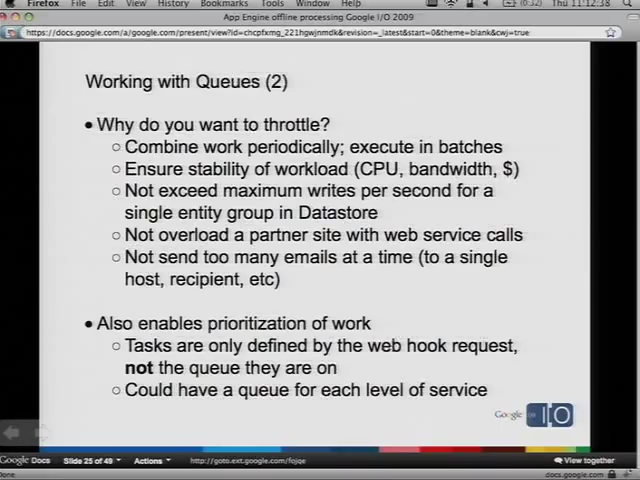 Firefox File Edit View History Bookmarks Tools Window Help (0:32) Thu 11:12:38
App Engine offline processing Google I/O 2009
https://docs.google.com/a/google.com/present/view?id=chcpfxmg_221hgwjnmdk&revision=_latest&start=0&theme=blank&cwj=true
Working with Queues (2)
• Why do you want to throttle?
○ Combine work periodically; execute in batches
○ Ensure stability of workload (CPU, bandwidth, $)
○ Not exceed maximum writes per second for a
single entity group in Datastore
○ Not overload a partner site with web service calls
○ Not send too many emails at a time (to a single
host, recipient, etc)
• Also enables prioritization of work
○ Tasks are only defined by the web hook request,
not the queue they are on
○ Could have a queue for each level of service
Google I/O
Google Docs Slide 25 of 49 Actions http://goto.ext.google.com/fojqe View together
Done docs.google.com